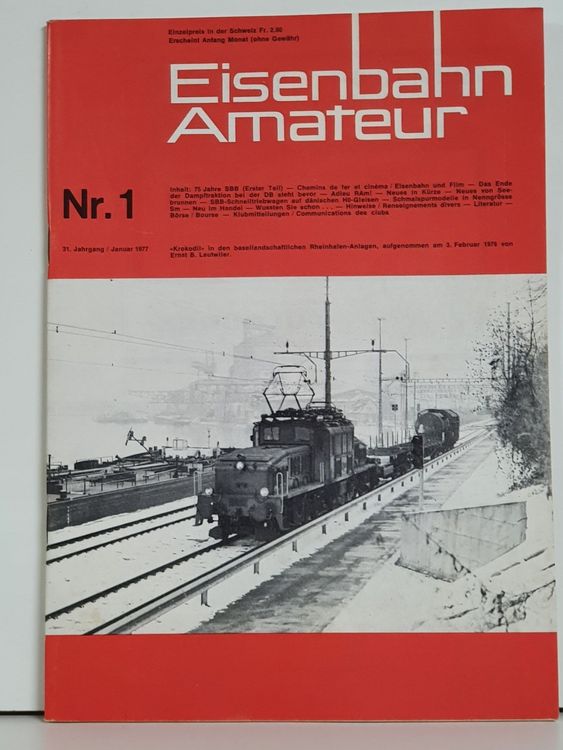 Einzelpreis in der Schweiz Fr. 2,80
Erscheint Anfang Monat (ohne Gewähr)
Eisenbahn
Amateur
Nr. 1
Inhalt: 75 Jahre SBB (Erster Teil) — Chemins de fer et cinéma / Eisenbahn und Film — Das Ende
der Dampftraktion bei der DB steht bevor — Adieu RAm! — Neues in Kürze — Neues von See-
brunnen — SBB-Schnelltriebwagen auf dänischen H0-Gleisen — Schmalspurmodelle in Nenngrösse
Sm — Neu im Handel — Wussten Sie schon . . . — Hinweise / Renseignements divers — Literatur —
Börse / Bourse — Klubmitteilungen / Communications des clubs
31. Jahrgang / Januar 1977
«Krokodil» in den basellandschaftlichen Rheinhafen-Anlagen, aufgenommen am 3. Februar 1976 von
Ernst B. Leutwiler.